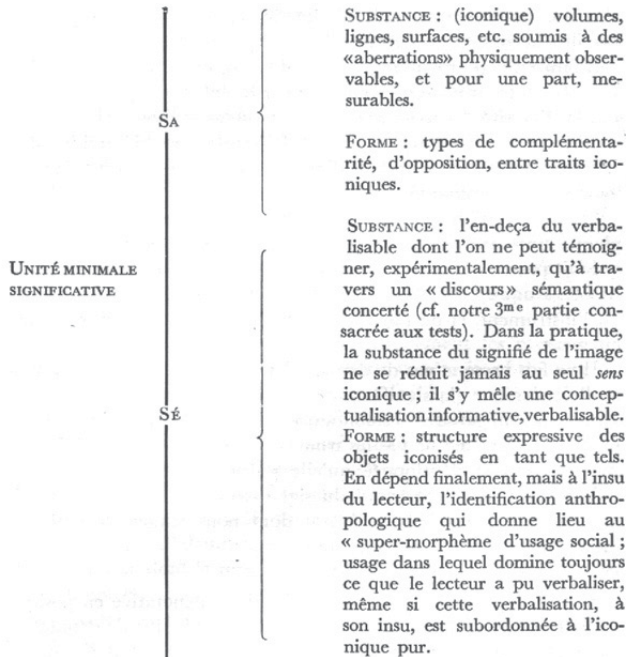 SUBSTANCE : (iconique) volumes,
lignes, surfaces, etc. soumis à des
«aberrations» physiquement obser-
vables, et pour une part, me-
surables.
SA
FORME : types de complémenta-
rité, d'opposition, entre traits ico-
niques.
UNITÉ MINIMALE
SIGNIFICATIVE
SUBSTANCE : l'en-deça du verba-
lisable dont l'on ne peut témoig-
ner, expérimentalement, qu'à tra-
vers un « discours » sémantique
concerté (cf. notre 3me partie con-
sacrée aux tests). Dans la pratique,
la substance du signifié de l'image
ne se réduit jamais au seul sens
iconique ; il s'y mêle une concep-
tualisation informative, verbalisable.
SÉ
FORME : structure expressive des
objets iconisés en tant que tels.
En dépend finalement, mais à l'insu
du lecteur, l'identification anthro-
pologique qui donne lieu au
« super-morphème d'usage social ;
usage dans lequel domine toujours
ce que le lecteur a pu verbaliser,
même si cette verbalisation, à
son insu, est subordonnée à l'ico-
nique pur.